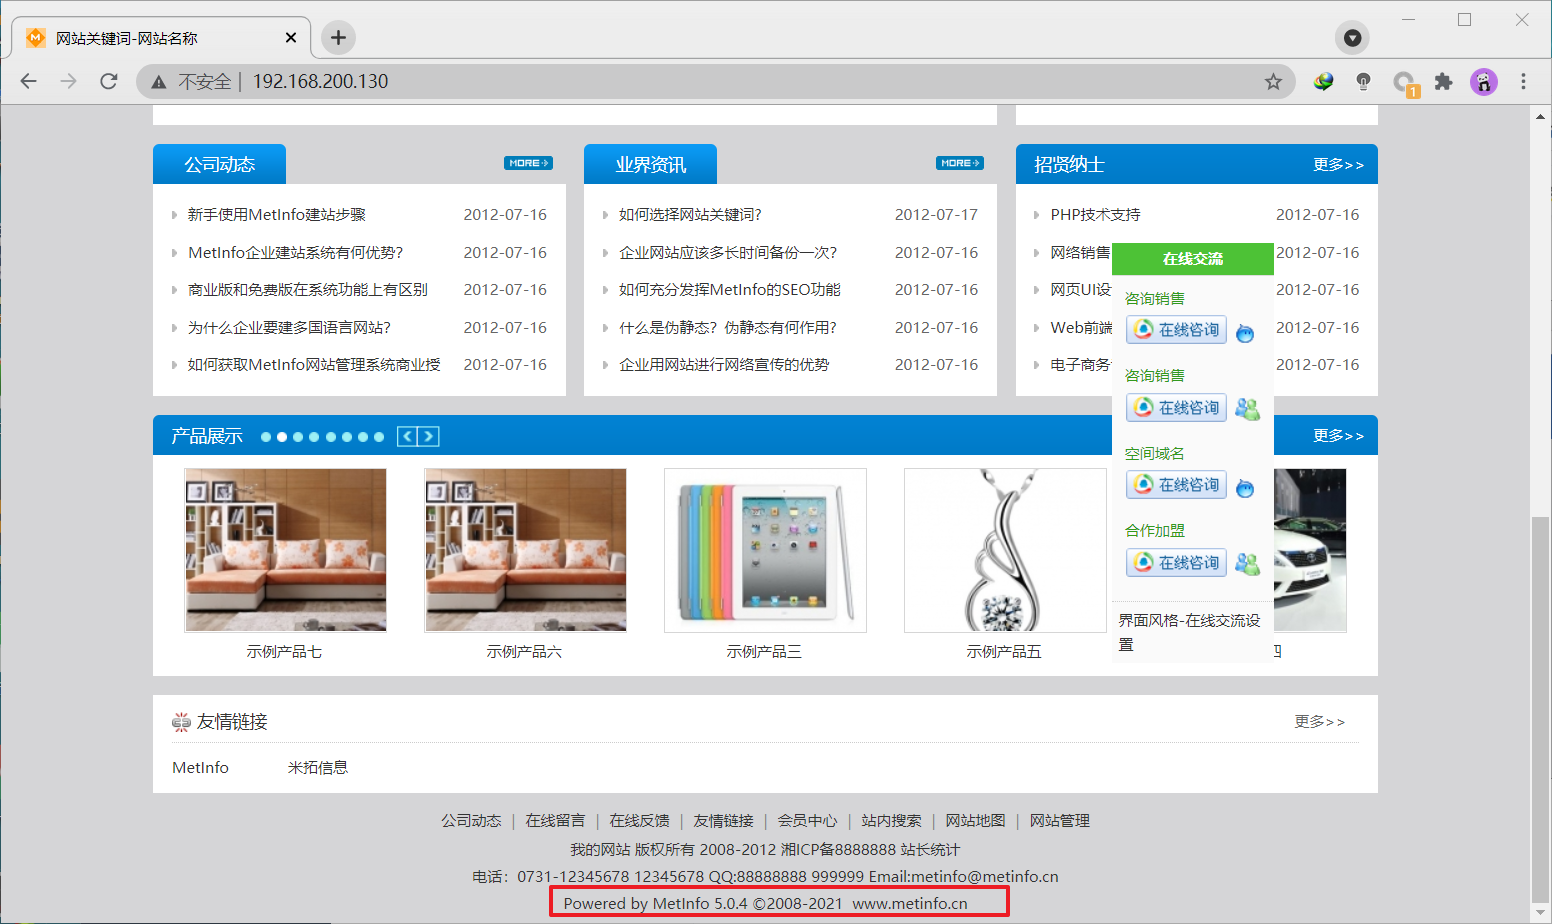 网站关键词-网站名称
不安全 | 192.168.200.130
1
公司动态
MORE
新手使用MetInfo建站步骤 2012-07-16
MetInfo企业建站系统有何优势? 2012-07-16
商业版和免费版在系统功能上有区别 2012-07-16
为什么企业要建多国语言网站? 2012-07-16
如何获取MetInfo网站管理系统商业授 2012-07-16
业界资讯
MORE
如何选择网站关键词? 2012-07-17
企业网站应该多长时间备份一次? 2012-07-16
如何充分发挥MetInfo的SEO功能 2012-07-16
什么是伪静态? 伪静态有何作用? 2012-07-16
企业用网站进行网络宣传的优势 2012-07-16
招贤纳士 更多>>
PHP技术支持 2012-07-16
网络销售 2012-07-16
网页UI设 2012-07-16
Web前端 2012-07-16
电子商务 2012-07-16
在线交流
咨询销售
在线咨询
咨询销售
在线咨询
空间域名
在线咨询
合作加盟
在线咨询
界面风格-在线交流设
置
产品展示 更多>>
示例产品七
示例产品六
示例产品三
示例产品五
四
友情链接 更多>>
MetInfo 米拓信息
公司动态 | 在线留言 | 在线反馈 | 友情链接 | 会员中心 | 站内搜索 | 网站地图 | 网站管理
我的网站 版权所有 2008-2012 湘ICP备8888888 站长统计
电话：0731-12345678 12345678 QQ:88888888 999999 Email:metinfo@metinfo.cn
Powered by MetInfo 5.0.4 ©2008-2021 www.metinfo.cn